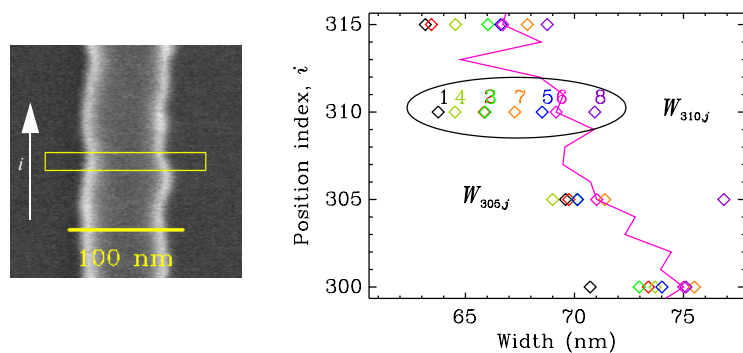 i
100 nm
Position index, i
315
310
305
300
1 4 2 3 7 5 6 8
W310,j
W305,j
65 70 75
Width (nm)